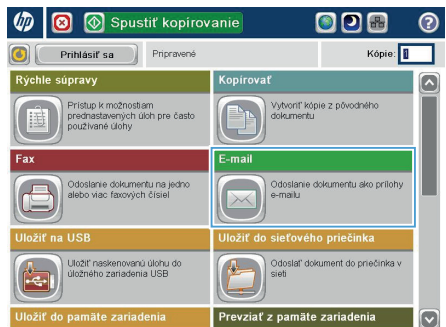 hp Spustiť kopírovanie
Prihlásiť sa Pripravené Kópie: 1
Rýchle súpravy
Prístup k možnostiam
prednastavených úloh pre často
používané úlohy
Kopírovať
Vytvoriť kópie z pôvodného
dokumentu
Fax
Odoslanie dokumentu na jedno
alebo viac faxových čísiel
E-mail
Odoslanie dokumentu ako prílohy
e-mailu
Uložiť na USB
Uložiť naskenovanú úlohu do
úložného zariadenia USB
Uložiť do sieťového priečinka
Odoslať dokument do priečinka v
sieti
Uložiť do pamäte zariadenia
Prevziať z pamäte zariadenia